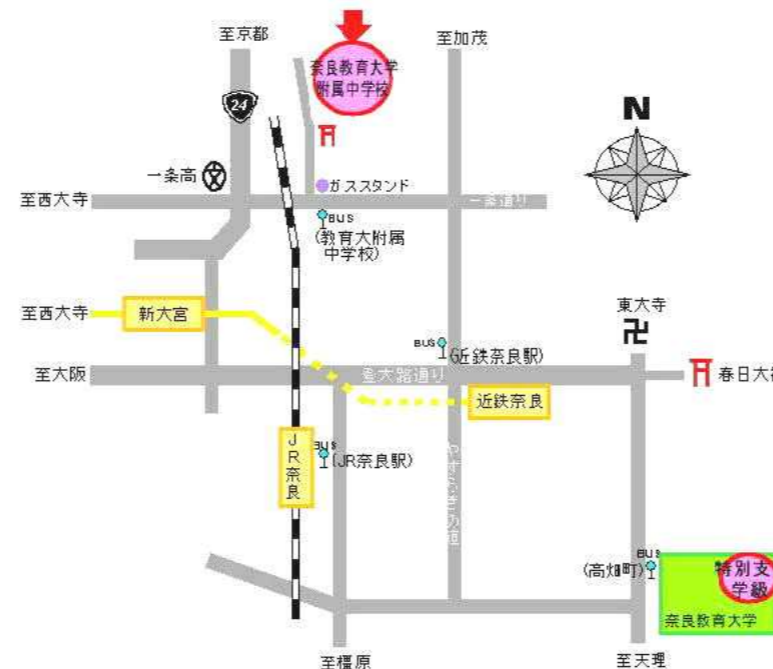 至京都
至加茂
奈良教育大学
附属中学校
24
N
一条高
文
ガススタンド
至西大寺
一条通り
BUS
(教育大附属
中学校)
至西大寺
新大宮
東大寺
卍
BUS
(近鉄奈良駅)
至大阪
登大路通り
春日大
近鉄奈良
JR奈良
BUS
(JR奈良駅)
やすらぎの道
BUS
(高畑町)
特別支
学級
奈良教育大学
至橿原
至天理